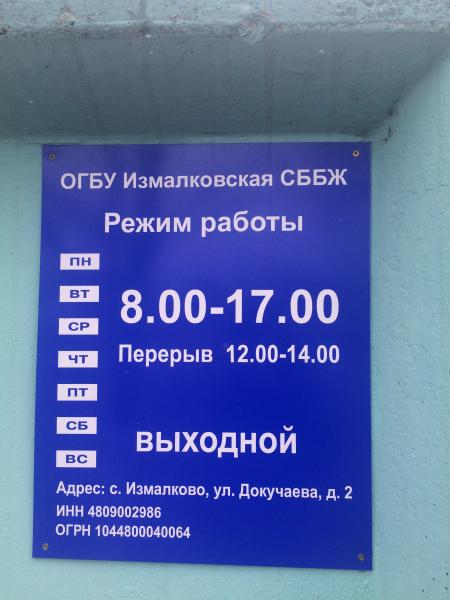 ОГБУ Измалковская СББЖ
Режим работы
ПН
ВТ
8.00-17.00
СР
ЧТ
Перерыв 12.00-14.00
ПТ
СБ
ВЫХОДНОЙ
ВС
Адрес: с. Измалково, ул. Докучаева, д. 2
ИНН 4809002986
ОГРН 1044800040064